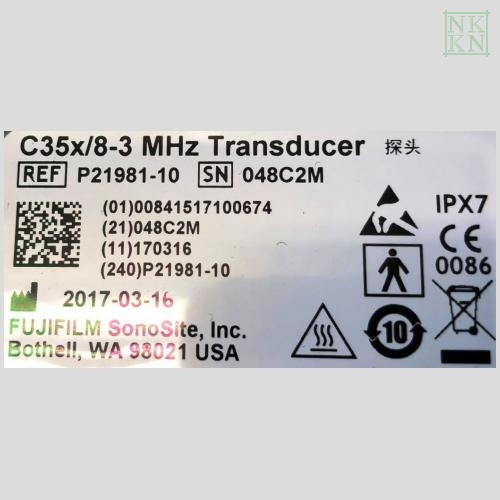 NK
KN
C35x/8-3 MHz Transducer 探头
REF P21981-10 SN 048C2M
(01)00841517100674
(21)048C2M
(11)170316
(240)P21981-10
IPX7
CE
0086
2017-03-16
FUJIFILM SonoSite, Inc.
Bothell, WA 98021 USA
10